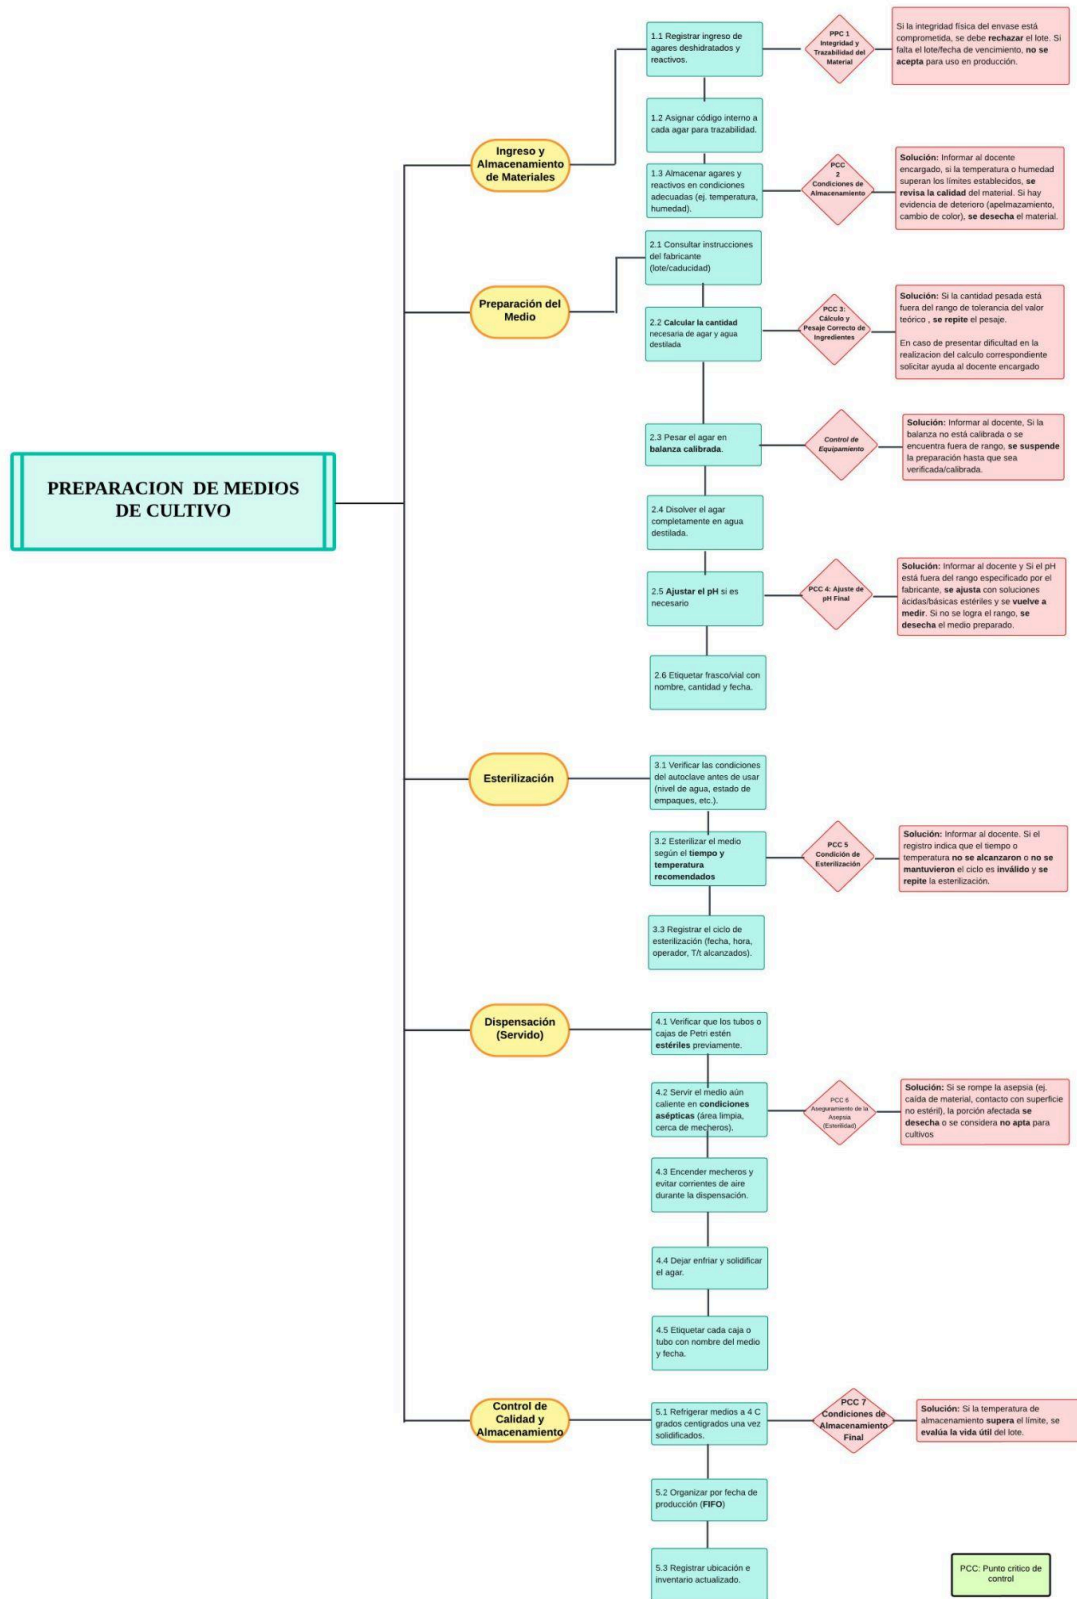 PREPARACION DE MEDIOS
DE CULTIVO
Ingreso y
Almacenamiento
de Materiales
1.1 Registrar ingreso de
agares deshidratados y
reactivos.
PPC 1
Integridad y
Trazabilidad del
Material
Si la integridad física del envase está
comprometida, se debe rechazar el lote. Si
falta el lote/fecha de vencimiento, no se
acepta para uso en producción.
1.2 Asignar código interno a
cada agar para trazabilidad.
1.3 Almacenar agares y
reactivos en condiciones
adecuadas (ej. temperatura,
humedad).
PCC
2
Condiciones de
Almacenamiento
Solución: Informar al docente
encargado, si la temperatura o humedad
superan los límites establecidos, se
revisa la calidad del material. Si hay
evidencia de deterioro (apelmazamiento,
cambio de color), se desecha el material.
Preparación del
Medio
2.1 Consultar instrucciones
del fabricante
(lote/caducidad)
2.2 Calcular la cantidad
necesaria de agar y agua
destilada
PCC 3:
Cálculo y
Pesaje Correcto de
Ingredientes
Solución: Si la cantidad pesada está
fuera del rango de tolerancia del valor
teórico , se repite el pesaje.
En caso de presentar dificultad en la
realizacion del calculo correspondiente
solicitar ayuda al docente encargado
2.3 Pesar el agar en
balanza calibrada.
Control de
Equipamiento
Solución: Informar al docente, Si la
balanza no está calibrada o se
encuentra fuera de rango, se suspende
la preparación hasta que sea
verificada/calibrada.
2.4 Disolver el agar
completamente en agua
destilada.
2.5 Ajustar el pH si es
necesario
PCC 4: Ajuste de
pH Final
Solución: Informar al docente y Si el pH
está fuera del rango especificado por el
fabricante, se ajusta con soluciones
ácidas/básicas estériles y se vuelve a
medir. Si no se logra el rango, se
desecha el medio preparado.
2.6 Etiquetar frasco/vial con
nombre, cantidad y fecha.
Esterilización
3.1 Verificar las condiciones
del autoclave antes de usar
(nivel de agua, estado de
empaques, etc.).
3.2 Esterilizar el medio
según el tiempo y
temperatura
recomendados
PCC 5
Condición de
Esterilización
Solución: Informar al docente. Si el
registro indica que el tiempo o
temperatura no se alcanzaron o no se
mantuvieron el ciclo es inválido y se
repite la esterilización.
3.3 Registrar el ciclo de
esterilización (fecha, hora,
operador, T/t alcanzados).
Dispensación
(Servido)
4.1 Verificar que los tubos o
cajas de Petri estén
estériles previamente.
4.2 Servir el medio aún
caliente en condiciones
asépticas (área limpia,
cerca de mecheros).
PCC 6
Aseguramiento de la
Asepsia
(Esterilidad)
Solución: Si se rompe la asepsia (ej.
caída de material, contacto con superficie
no estéril), la porción afectada se
desecha o se considera no apta para
cultivos
4.3 Encender mecheros y
evitar corrientes de aire
durante la dispensación.
4.4 Dejar enfriar y solidificar
el agar.
4.5 Etiquetar cada caja o
tubo con nombre del medio
y fecha.
Control de
Calidad y
Almacenamiento
5.1 Refrigerar medios a 4 C
grados centigrados una vez
solidificados.
PCC 7
Condiciones de
Almacenamiento
Final
Solución: Si la temperatura de
almacenamiento supera el límite, se
evalúa la vida útil del lote.
5.2 Organizar por fecha de
producción (FIFO)
5.3 Registrar ubicación e
inventario actualizado.
PCC: Punto critico de
control